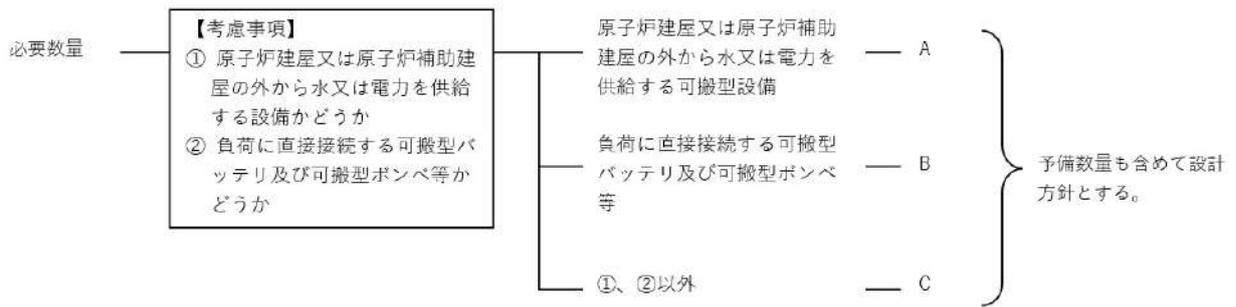 必要数量
【考慮事項】
① 原子炉建屋又は原子炉補助建
屋の外から水又は電力を供給
する設備かどうか
② 負荷に直接接続する可搬型バ
ッテリ及び可搬型ボンベ等か
どうか
原子炉建屋又は原子炉補助
建屋の外から水又は電力を
供給する可搬型設備
A
負荷に直接接続する可搬型
バッテリ及び可搬型ボンベ
等
B
①、②以外
C
予備数量も含めて設計
方針とする。